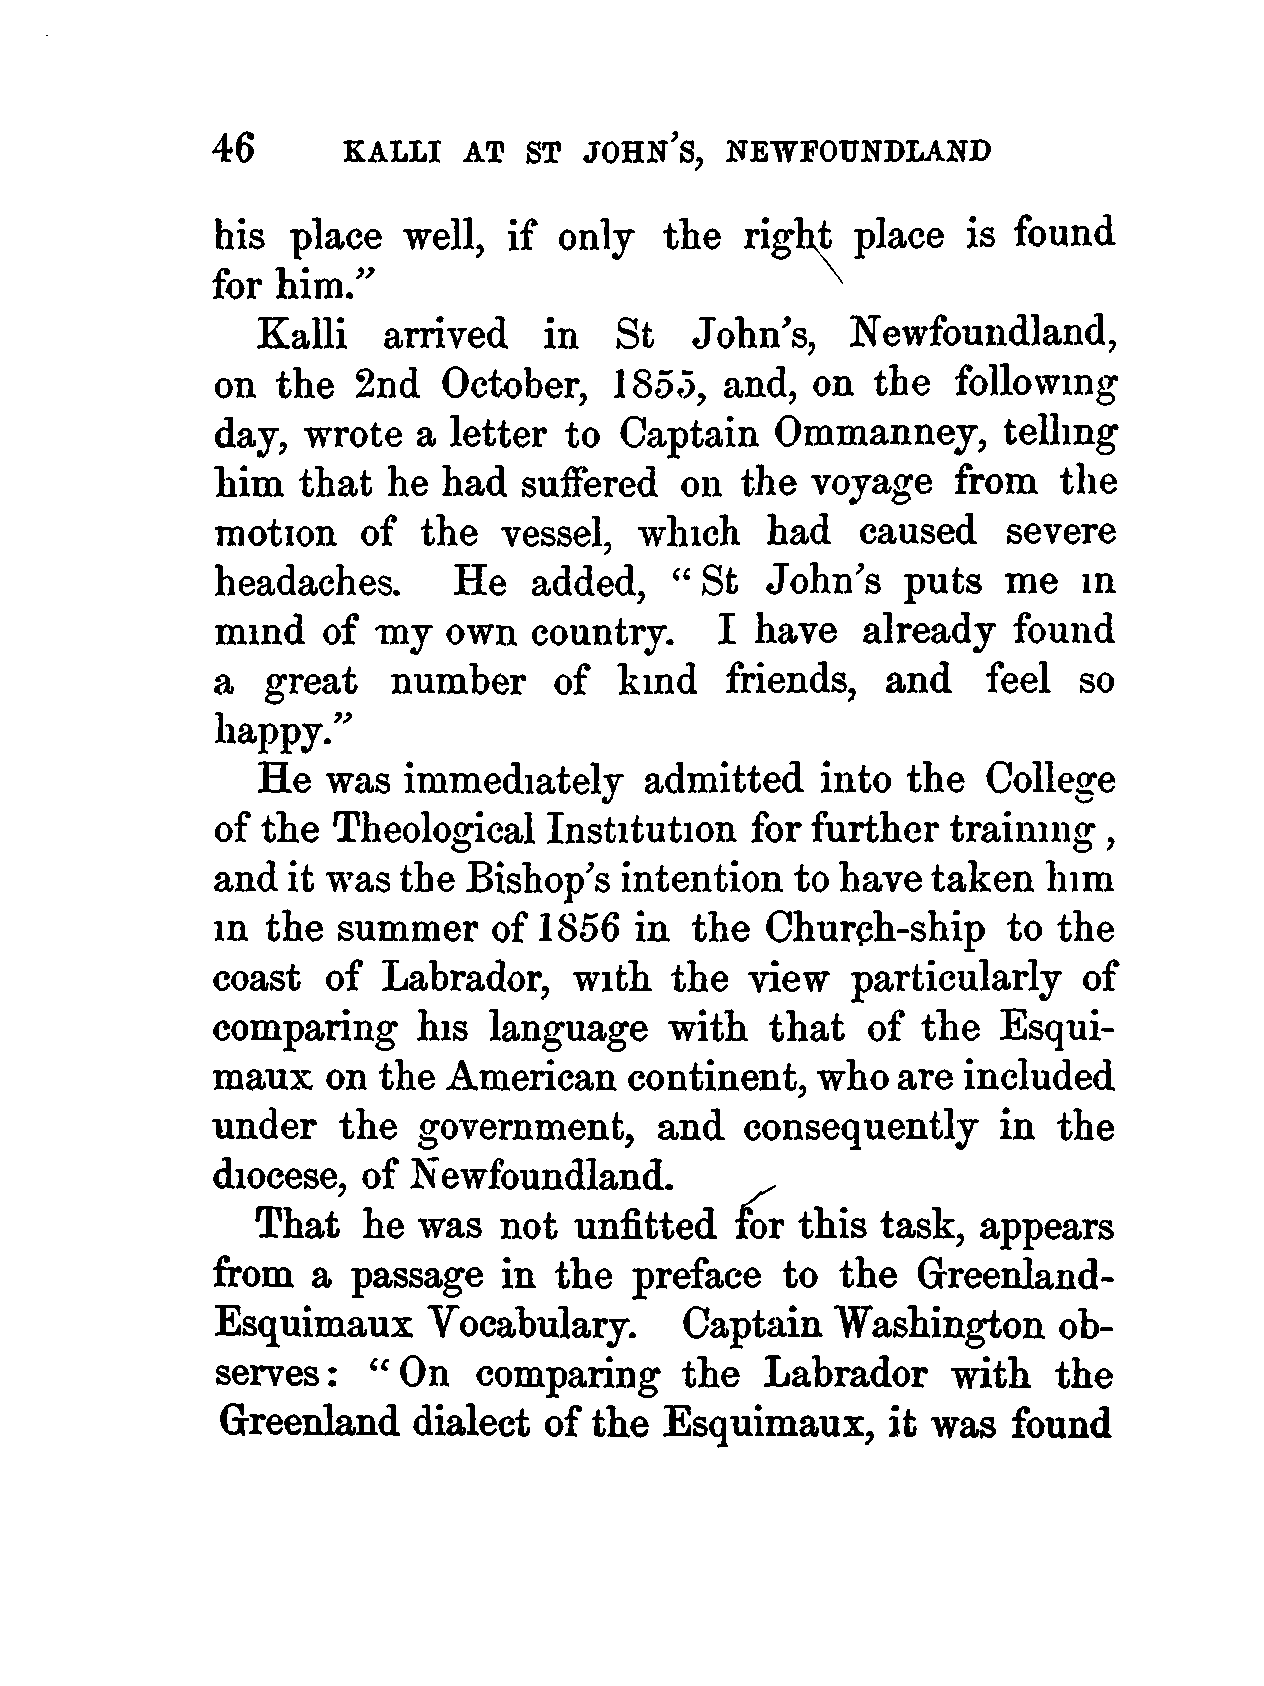 46 KALLI AT ST JOHN'S, NEWFOUNDLAND
his place well, if only the right place is found
for him."
Kalli arrived in St John's, Newfoundland,
on the 2nd October, 1855, and, on the following
day, wrote a letter to Captain Ommanney, telling
him that he had suffered on the voyage from the
motion of the vessel, which had caused severe
headaches. He added, "St John's puts me in
mind of my own country. I have already found
a great number of kind friends, and feel so
happy."
He was immediately admitted into the College
of the Theological Institution for further training,
and it was the Bishop's intention to have taken him
in the summer of 1856 in the Church-ship to the
coast of Labrador, with the view particularly of
comparing his language with that of the Esqui-
maux on the American continent, who are included
under the government, and consequently in the
diocese, of Newfoundland.
That he was not unfitted for this task, appears
from a passage in the preface to the Greenland-
Esquimaux Vocabulary. Captain Washington ob-
serves: "On comparing the Labrador with the
Greenland dialect of the Esquimaux, it was found